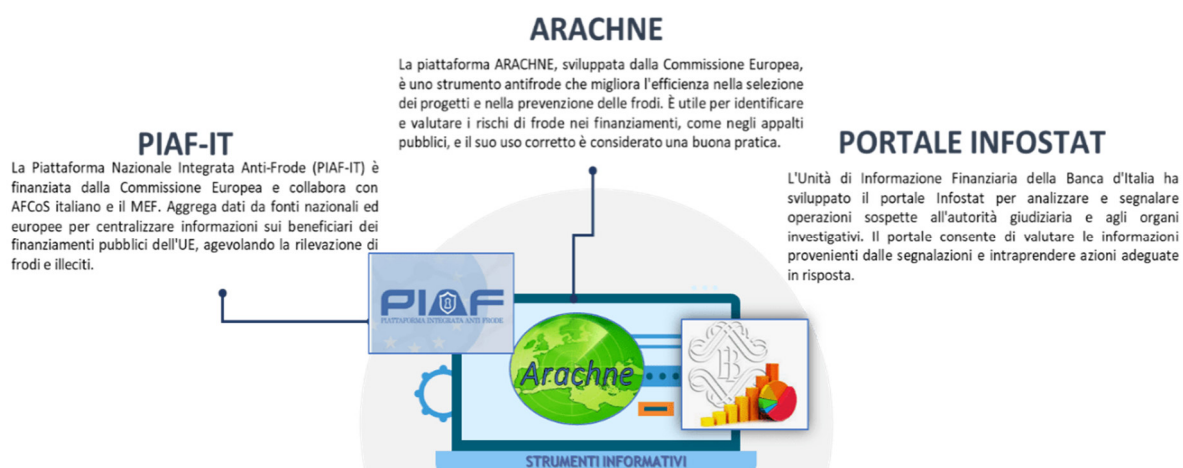 ARACHNE
La piattaforma ARACHNE, sviluppata dalla Commissione Europea,
è uno strumento antifrode che migliora l'efficienza nella selezione
dei progetti e nella prevenzione delle frodi. È utile per identificare
e valutare i rischi di frode nei finanziamenti, come negli appalti
pubblici, e il suo uso corretto è considerato una buona pratica.
PIAF-IT
La Piattaforma Nazionale Integrata Anti-Frode (PIAF-IT) è
finanziata dalla Commissione Europea e collabora con
AFCoS italiano e il MEF. Aggrega dati da fonti nazionali ed
europee per centralizzare informazioni sui beneficiari dei
finanziamenti pubblici dell'UE, agevolando la rilevazione di
frodi e illeciti.
PORTALE INFOSTAT
L'Unità di Informazione Finanziaria della Banca d'Italia ha
sviluppato il portale Infostat per analizzare e segnalare
operazioni sospette all'autorità giudiziaria e agli organi
investigativi. Il portale consente di valutare le informazioni
provenienti dalle segnalazioni e intraprendere azioni adeguate
in risposta.
PIAF
PIATTAFORMA INTEGRATA ANTI FRODE
Arachne
STRUMENTI INFORMATIVI